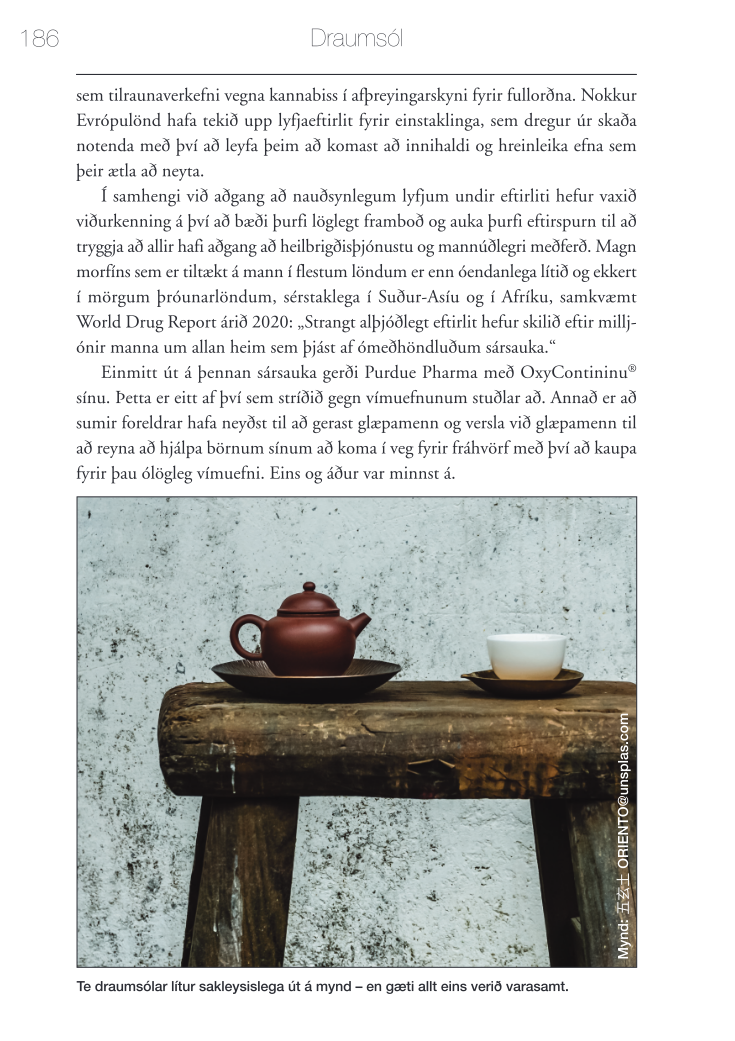 186
Draumsól
sem tilraunaverkefni vegna kannabiss í afþreyingarskyni fyrir fullorðna. Nokkur
Evrópulönd hafa tekið upp lyfjaeftirlit fyrir einstaklinga, sem dregur úr skaða
notenda með því að leyfa þeim að komast að innihaldi og hreinleika efna sem
þeir ætla að neyta.
Í samhengi við aðgang að nauðsynlegum lyfjum undir eftirliti hefur vaxið
viðurkenning á því að bæði þurfi löglegt framboð og auka þurfi eftirspurn til að
tryggja að allir hafi aðgang að heilbrigðisþjónustu og mannúðlegri meðferð. Magn
morfíns sem er tiltækt á mann í flestum löndum er enn óendanlega lítið og ekkert
í mörgum þróunarlöndum, sérstaklega í Suður-Asíu og í Afríku, samkvæmt
World Drug Report árið 2020: „Strangt alþjóðlegt eftirlit hefur skilið eftir millj-
ónir manna um allan heim sem þjást af ómeðhöndluðum sársauka.“
Einmitt út á þennan sársauka gerði Purdue Pharma með OxyContininu®
sínu. Þetta er eitt af því sem stríðið gegn vímuefnunum stuðlar að. Annað er að
sumir foreldrar hafa neyðst til að gerast glæpamenn og versla við glæpamenn til
að reyna að hjálpa börnum sínum að koma í veg fyrir fráhvörf með því að kaupa
fyrir þau ólögleg vímuefni. Eins og áður var minnst á.
Mynd: 五玄土 ORIENTO@unsplas.com
Te draumsólar lítur sakleysislega út á mynd – en gæti allt eins verið varasamt.